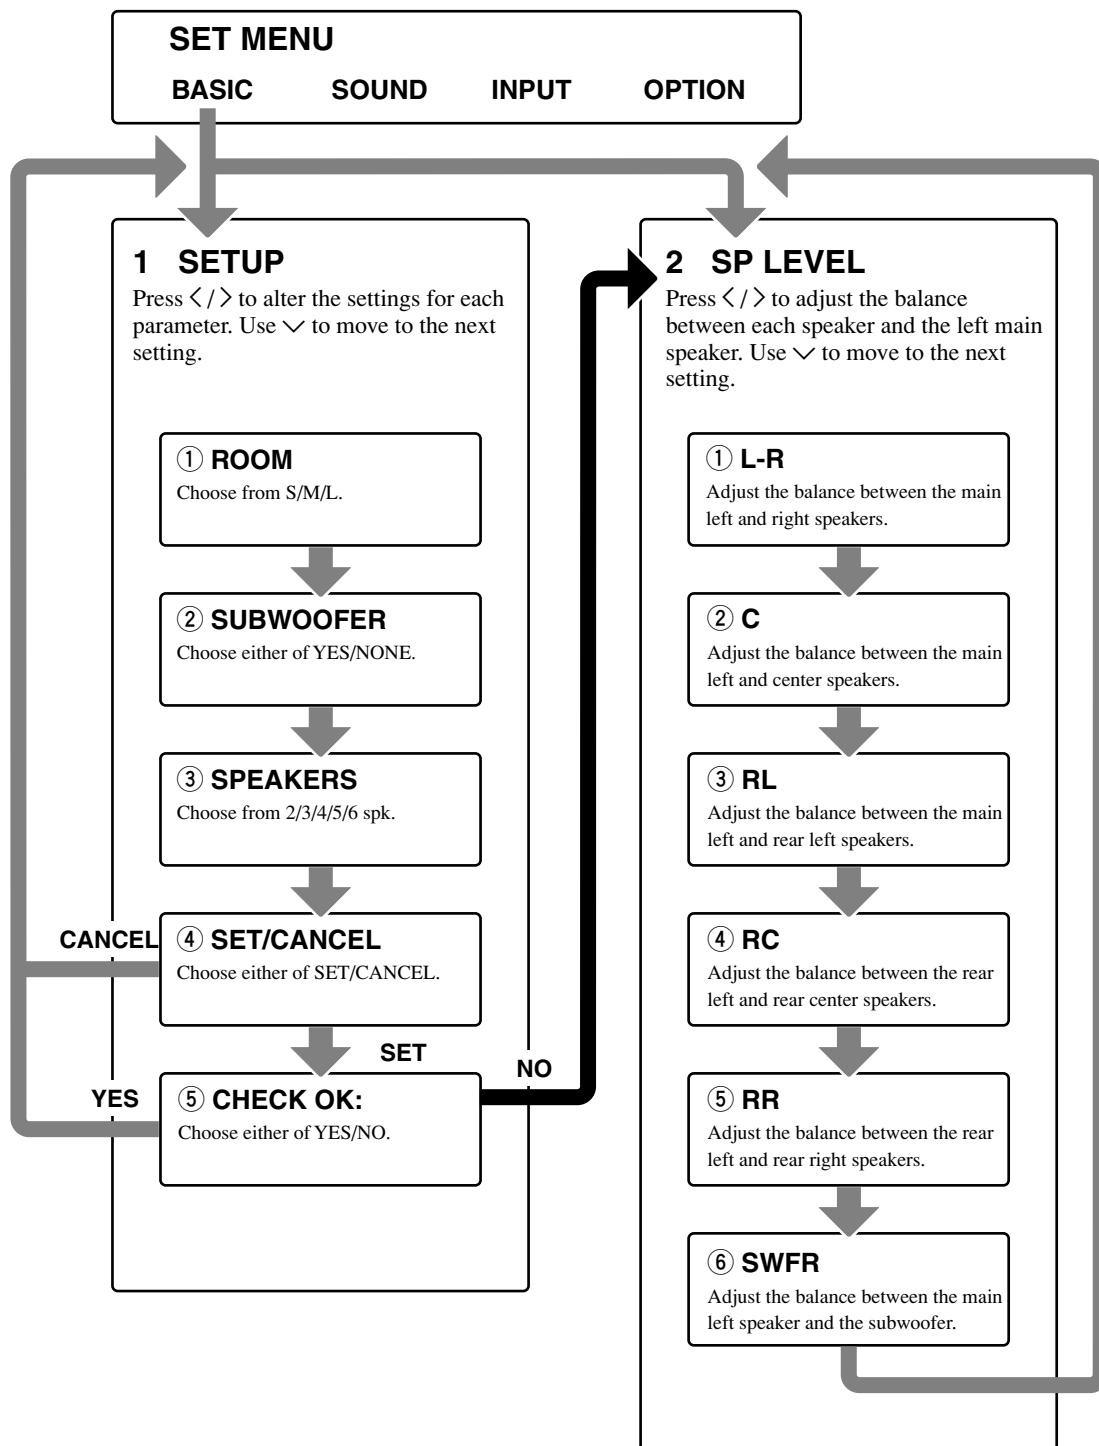 SET MENU
BASIC SOUND INPUT OPTION
1 SETUP
Press < / > to alter the settings for each
parameter. Use ∨ to move to the next
setting.
① ROOM
Choose from S/M/L.
② SUBWOOFER
Choose either of YES/NONE.
③ SPEAKERS
Choose from 2/3/4/5/6 spk.
CANCEL
④ SET/CANCEL
Choose either of SET/CANCEL.
SET
NO
YES
⑤ CHECK OK:
Choose either of YES/NO.
2 SP LEVEL
Press < / > to adjust the balance
between each speaker and the left main
speaker. Use ∨ to move to the next
setting.
① L-R
Adjust the balance between the main
left and right speakers.
② C
Adjust the balance between the main
left and center speakers.
③ RL
Adjust the balance between the main
left and rear left speakers.
④ RC
Adjust the balance between the rear
left and rear center speakers.
⑤ RR
Adjust the balance between the rear
left and rear right speakers.
⑥ SWFR
Adjust the balance between the main
left speaker and the subwoofer.